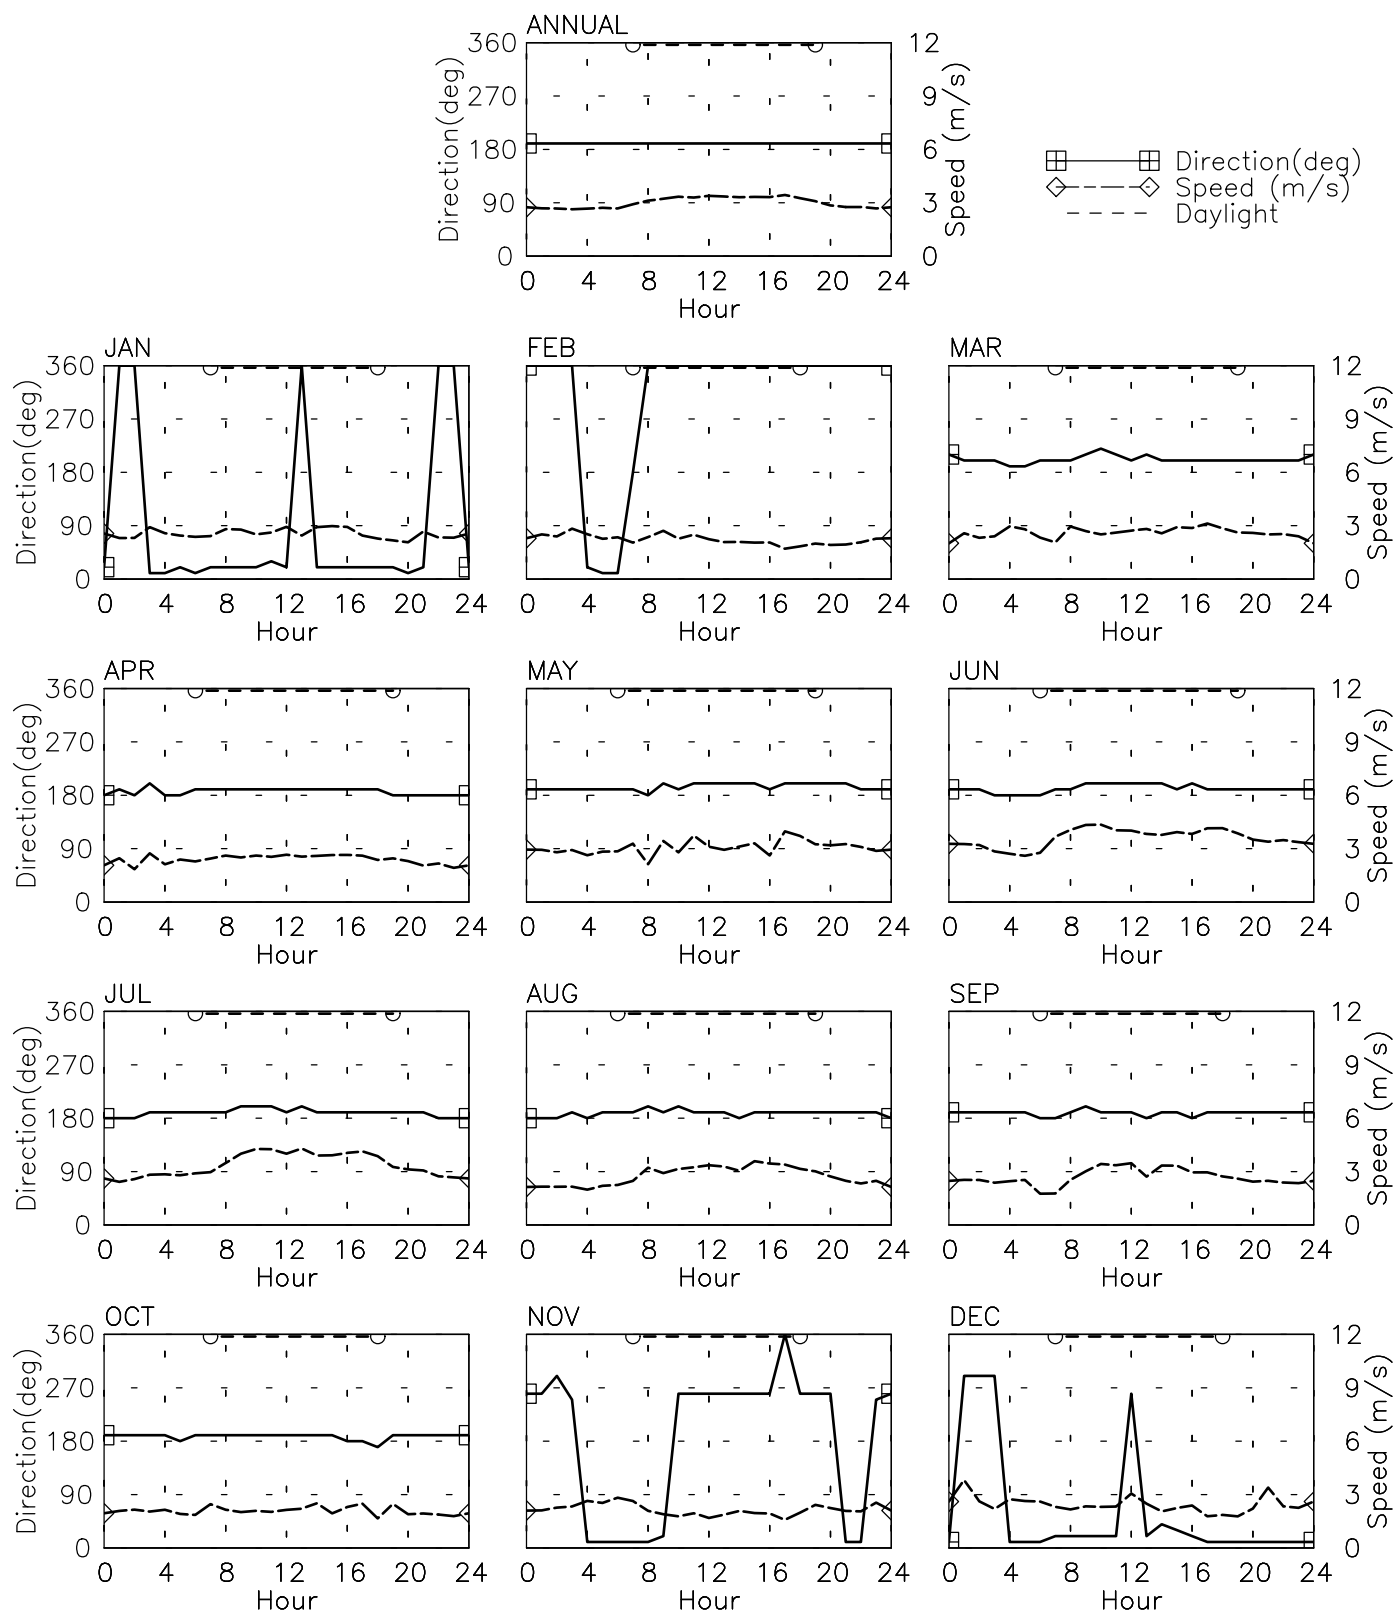 ANNUAL
360 12
270 9
180 6
90 3
0 0
Direction(deg)
Speed (m/s)
0 4 8 12 16 20 24
Hour
Direction(deg)
Speed (m/s)
Daylight
JAN FEB MAR
360 12
270 9
180 6
90 3
0 0
Direction(deg)
Speed (m/s)
0 4 8 12 16 20 24 0 4 8 12 16 20 24 0 4 8 12 16 20 24
Hour Hour Hour
APR MAY JUN
360 12
270 9
180 6
90 3
0 0
Direction(deg)
Speed (m/s)
0 4 8 12 16 20 24 0 4 8 12 16 20 24 0 4 8 12 16 20 24
Hour Hour Hour
JUL AUG SEP
360 12
270 9
180 6
90 3
0 0
Direction(deg)
Speed (m/s)
0 4 8 12 16 20 24 0 4 8 12 16 20 24 0 4 8 12 16 20 24
Hour Hour Hour
OCT NOV DEC
360 12
270 9
180 6
90 3
0 0
Direction(deg)
Speed (m/s)
0 4 8 12 16 20 24 0 4 8 12 16 20 24 0 4 8 12 16 20 24
Hour Hour Hour